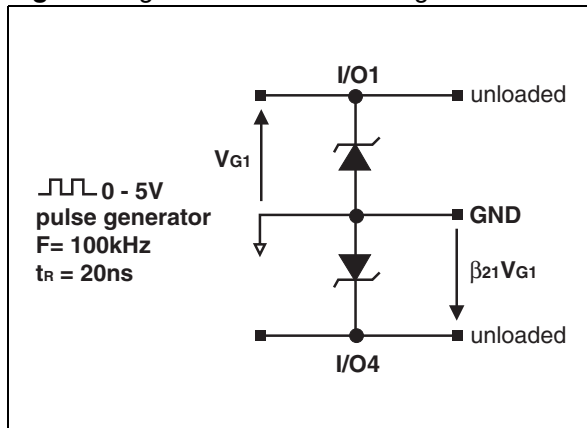 I/O1
unloaded
VG1
0 - 5V
pulse generator
F= 100kHz
tR = 20ns
GND
β21VG1
unloaded
I/O4